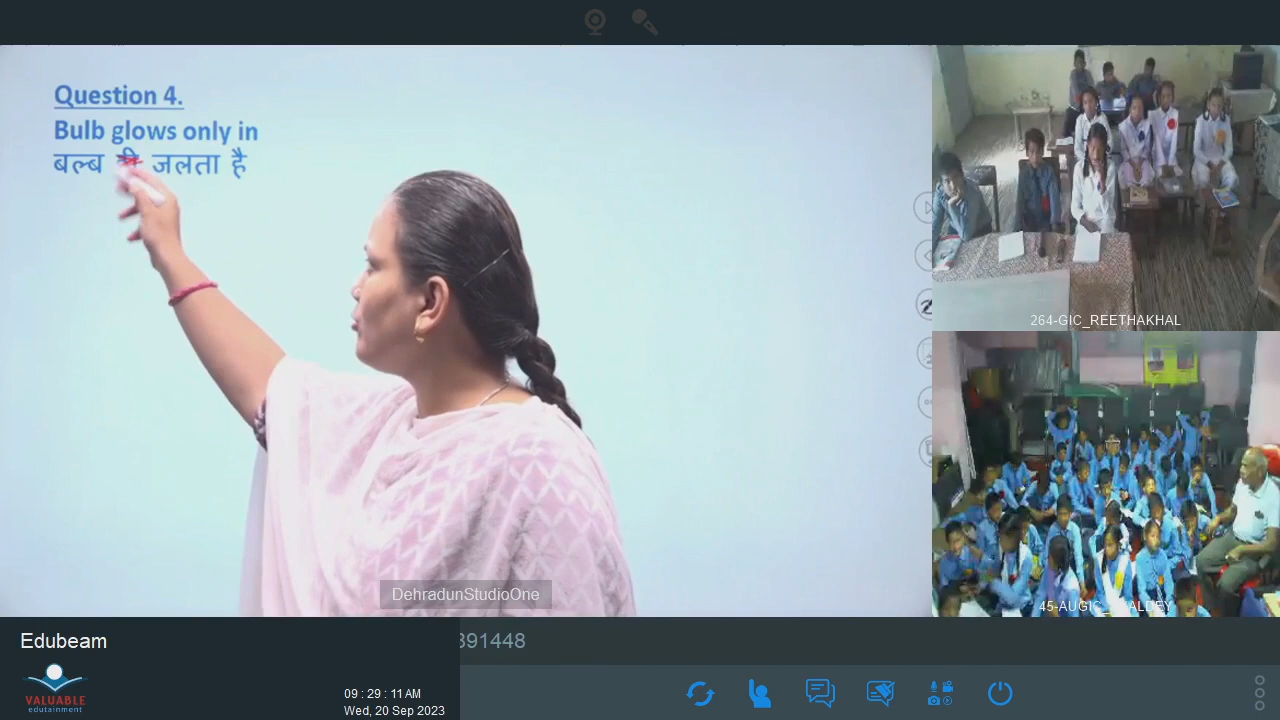 Question 4.
Bulb glows only in
बल्ब ही जलता है
264-GIC_REETHAKHAL
DehradunStudioOne
Edubeam
391448
VALUABLE
edutainment
09 : 29 : 11 AM
Wed, 20 Sep 2023